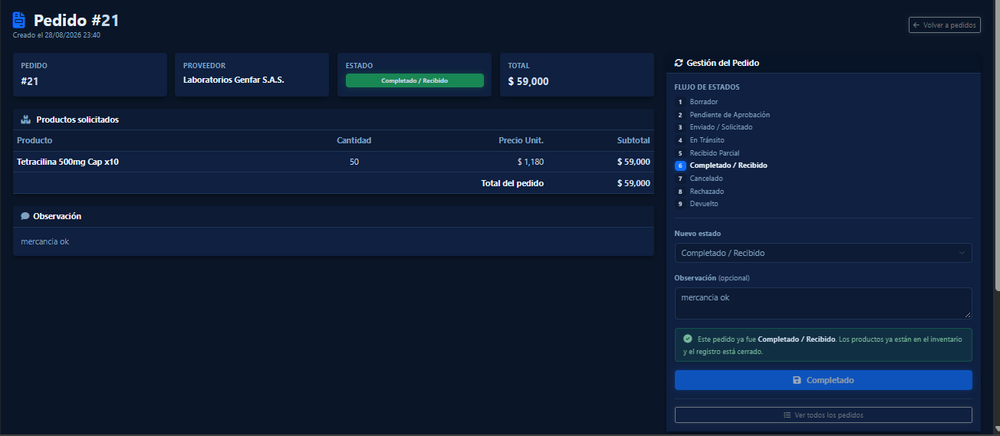 Pedido #21
Creado el 28/08/2026 23:40
← Volver a pedidos
PEDIDO
#21
PROVEEDOR
Laboratorios Genfar S.A.S.
ESTADO
Completado / Recibido
TOTAL
$ 59,000
Productos solicitados
Producto Cantidad Precio Unit. Subtotal
Tetracilina 500mg Cap x10 50 $ 1,180 $ 59,000
Total del pedido $ 59,000
Observación
mercancia ok
Gestión del Pedido
FLUJO DE ESTADOS
1 Borrador
2 Pendiente de Aprobación
3 Enviado / Solicitado
4 En Tránsito
5 Recibido Parcial
6 Completado / Recibido
7 Cancelado
8 Rechazado
9 Devuelto
Nuevo estado
Completado / Recibido
Observación (opcional)
mercancia ok
Este pedido ya fue Completado / Recibido. Los productos ya están en el inventario
y el registro está cerrado.
Completado
Ver todos los pedidos